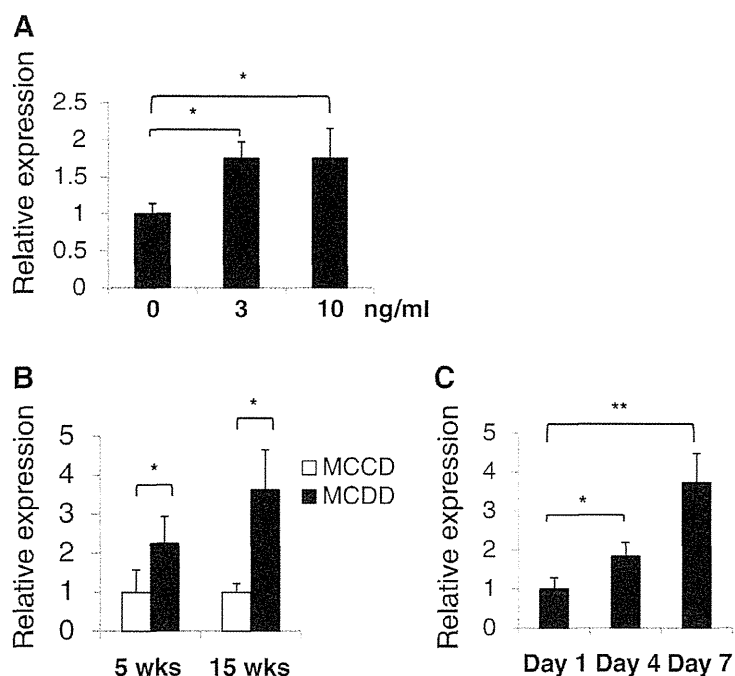 A
Relative expression
2.5
2
1.5
1
0.5
0
*
*
0 3 10 ng/ml
B
Relative expression
5
4
3
2
1
0
*
*
MCCD
MCDD
5 wks 15 wks
C
Relative expression
5
4
3
2
1
0
**
*
Day 1 Day 4 Day 7